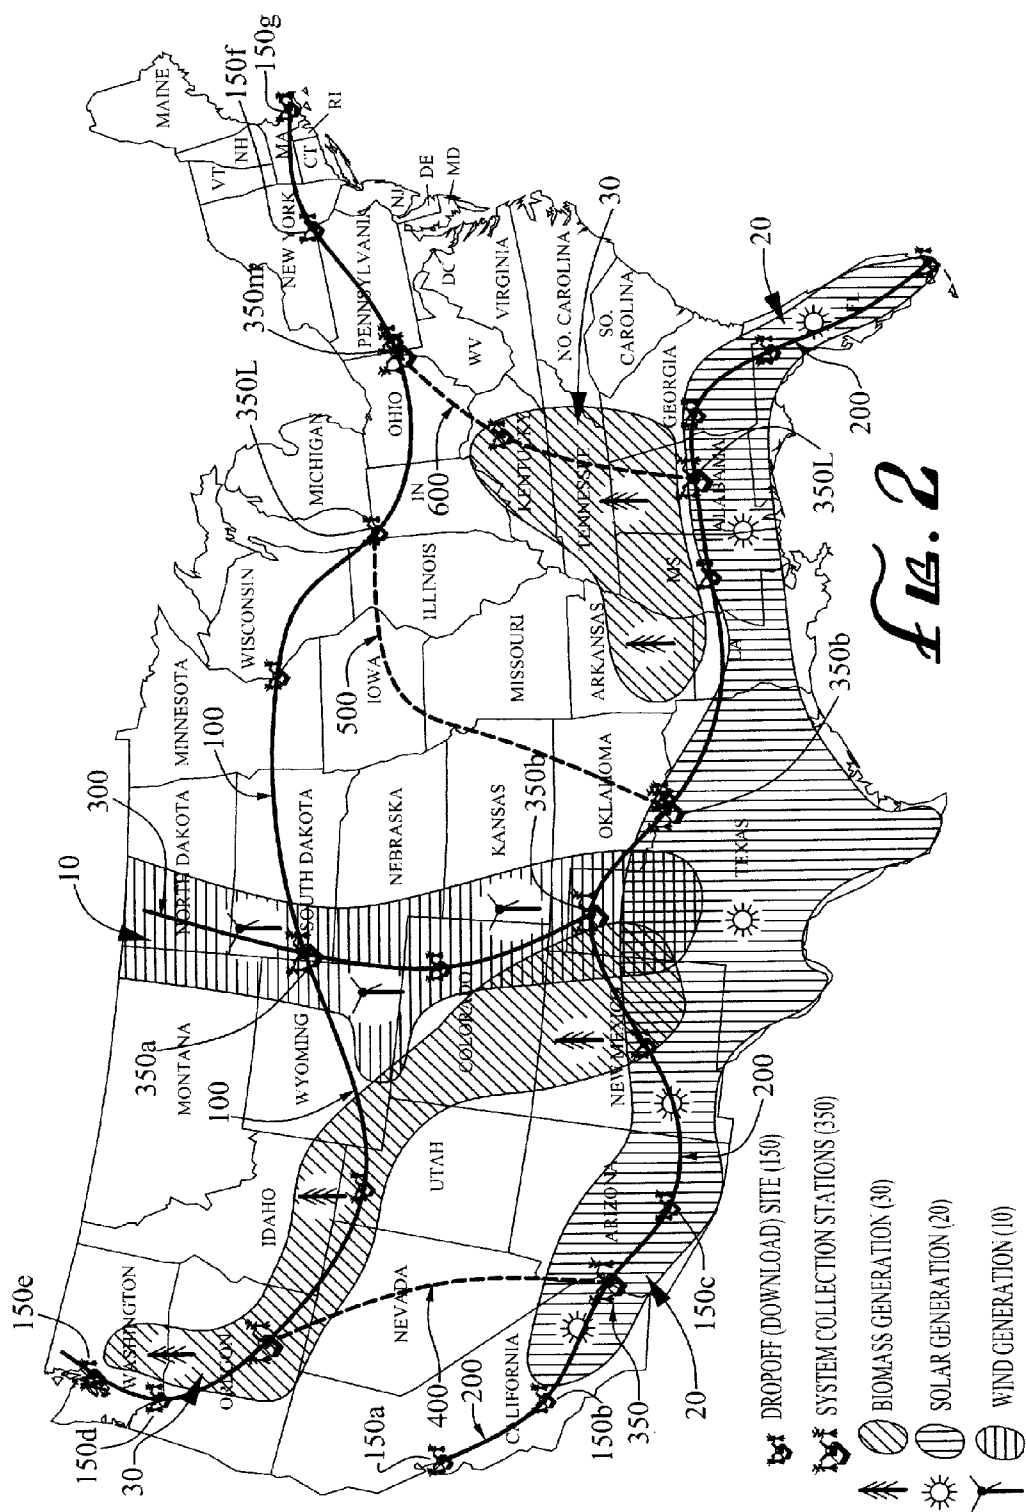 150e
10
300
150d
30
WASHINGTON
350a
MONTANA
NORTH DAKOTA
MINNESOTA
MAINE
100
100
OREGON
VT
NH
150f
150g
WISCONSIN
350L
350m
IDAHO
WYOMING
SOUTH DAKOTA
NEW YORK
MA
CT
RI
MICHIGAN
500
IOWA
PENNSYLVANIA
150a
NEVADA
NEBRASKA
OHIO
NJ
DE
MD
400
UTAH
ILLINOIS
IN
600
DC
200
COLORADO
KANSAS
WV
CALIFORNIA
350b
MISSOURI
KENTUCKY
VIRGINIA
150b
ARIZONA
NEW MEXICO
OKLAHOMA
ARKANSAS
TENNESSEE
NO. CAROLINA
30
350
SO.
CAROLINA
MS
GEORGIA
20
150c
200
TEXAS
LA
ALABAMA
20
350b
350L
200
FL
DROPOFF (DOWNLOAD) SITE (150)
SYSTEM COLLECTION STATIONS (350)
BIOMASS GENERATION (30)
SOLAR GENERATION (20)
WIND GENERATION (10)
FIG. 2